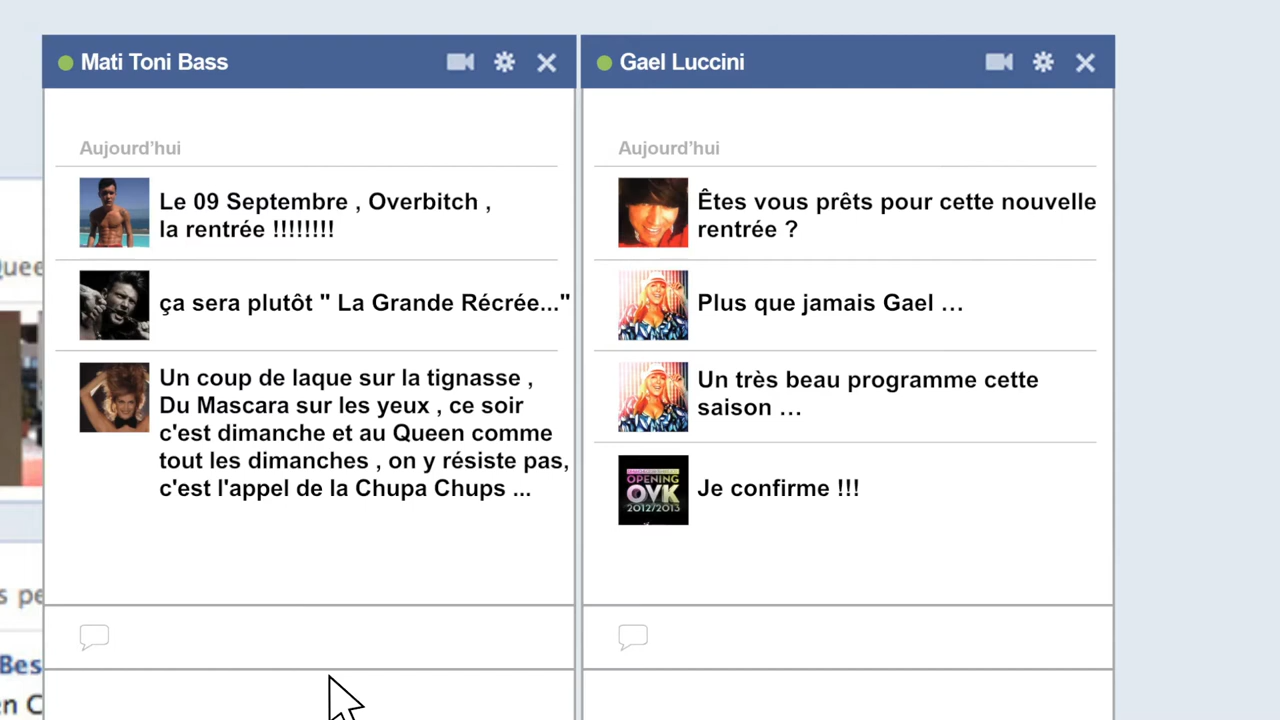 Mati Toni Bass
Aujourd'hui
Le 09 Septembre , Overbitch ,
la rentrée !!!!!!!!
ça sera plutôt " La Grande Récrée..."
Un coup de laque sur la tignasse ,
Du Mascara sur les yeux , ce soir
c'est dimanche et au Queen comme
tout les dimanches , on y résiste pas,
c'est l'appel de la Chupa Chups ...
Gael Luccini
Aujourd'hui
Êtes vous prêts pour cette nouvelle
rentrée ?
Plus que jamais Gael …
Un très beau programme cette
saison …
OPENING
OVK
2012/2013
Je confirme !!!